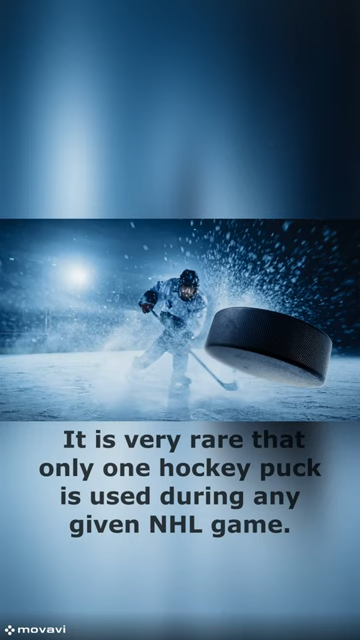 It is very rare that
only one hockey puck
is used during any
given NHL game.
movavi